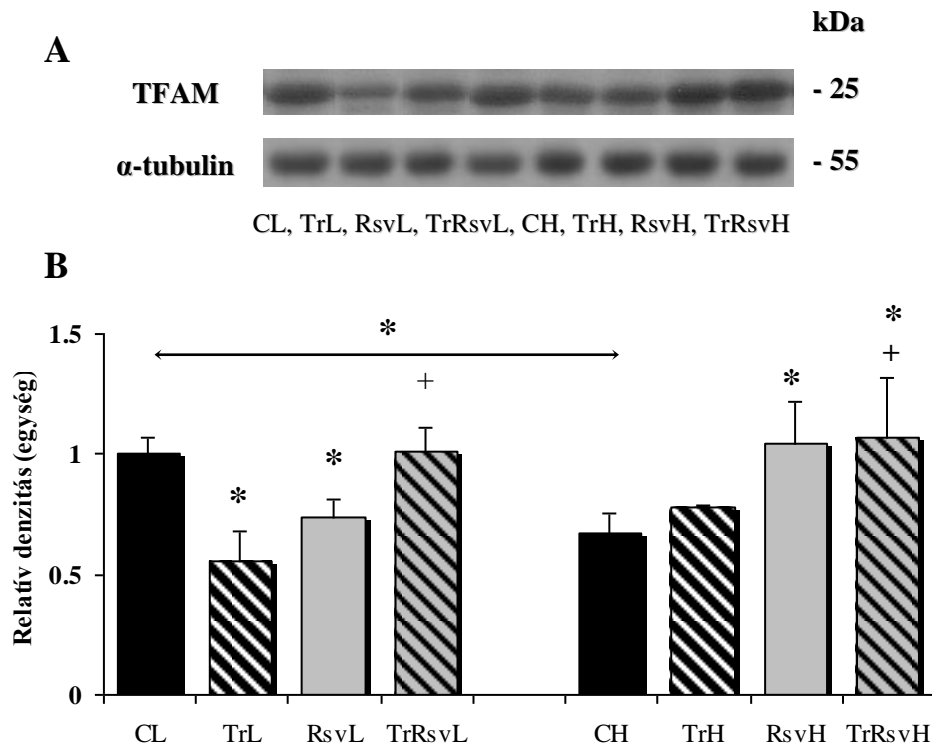 kDa
A
TFAM - 25
α-tubulin - 55
CL, TrL, RsvL, TrRsvL, CH, TrH, RsvH, TrRsvH
B
Relatív denzitás (egység)
1.5
1
0.5
0
*
*
*
+
*
*
+
CL TrL RsvL TrRsvL CH TrH RsvH TrRsvH